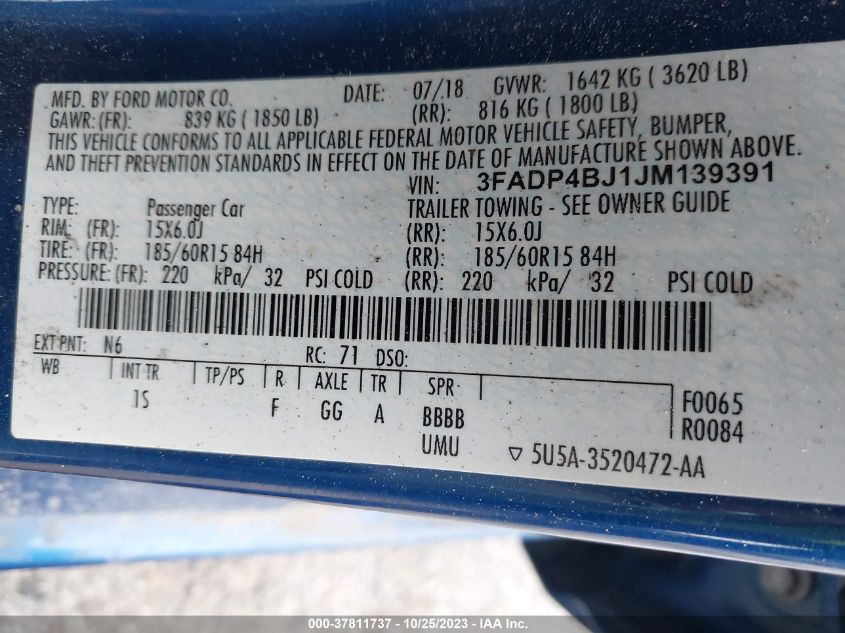 MFD. BY FORD MOTOR CO. DATE: 07/18 GVWR: 1642 KG ( 3620 LB)
GAWR:(FR): 839 KG ( 1850 LB) (RR): 816 KG ( 1800 LB)
THIS VEHICLE CONFORMS TO ALL APPLICABLE FEDERAL MOTOR VEHICLE SAFETY, BUMPER,
AND THEFT PREVENTION STANDARDS IN EFFECT ON THE DATE OF MANUFACTURE SHOWN ABOVE.
VIN: 3FADP4BJ1JM139391
TYPE: Passenger Car TRAILER TOWING - SEE OWNER GUIDE
RIM: (FR): 15X6.0J (RR): 15X6.0J
TIRE: (FR): 185/60R15 84H (RR): 185/60R15 84H
PRESSURE: (FR): 220 kPa/ 32 PSI COLD (RR): 220 kPa/ 32 PSI COLD
EXT PNT: N6 RC: 71 DSO:
WB INT TR TP/PS R AXLE TR SPR F0065
1S F GG A BBBB R0084
UMU ▽ 5U5A-3520472-AA
000-37811737 - 10/25/2023 - IAA Inc.